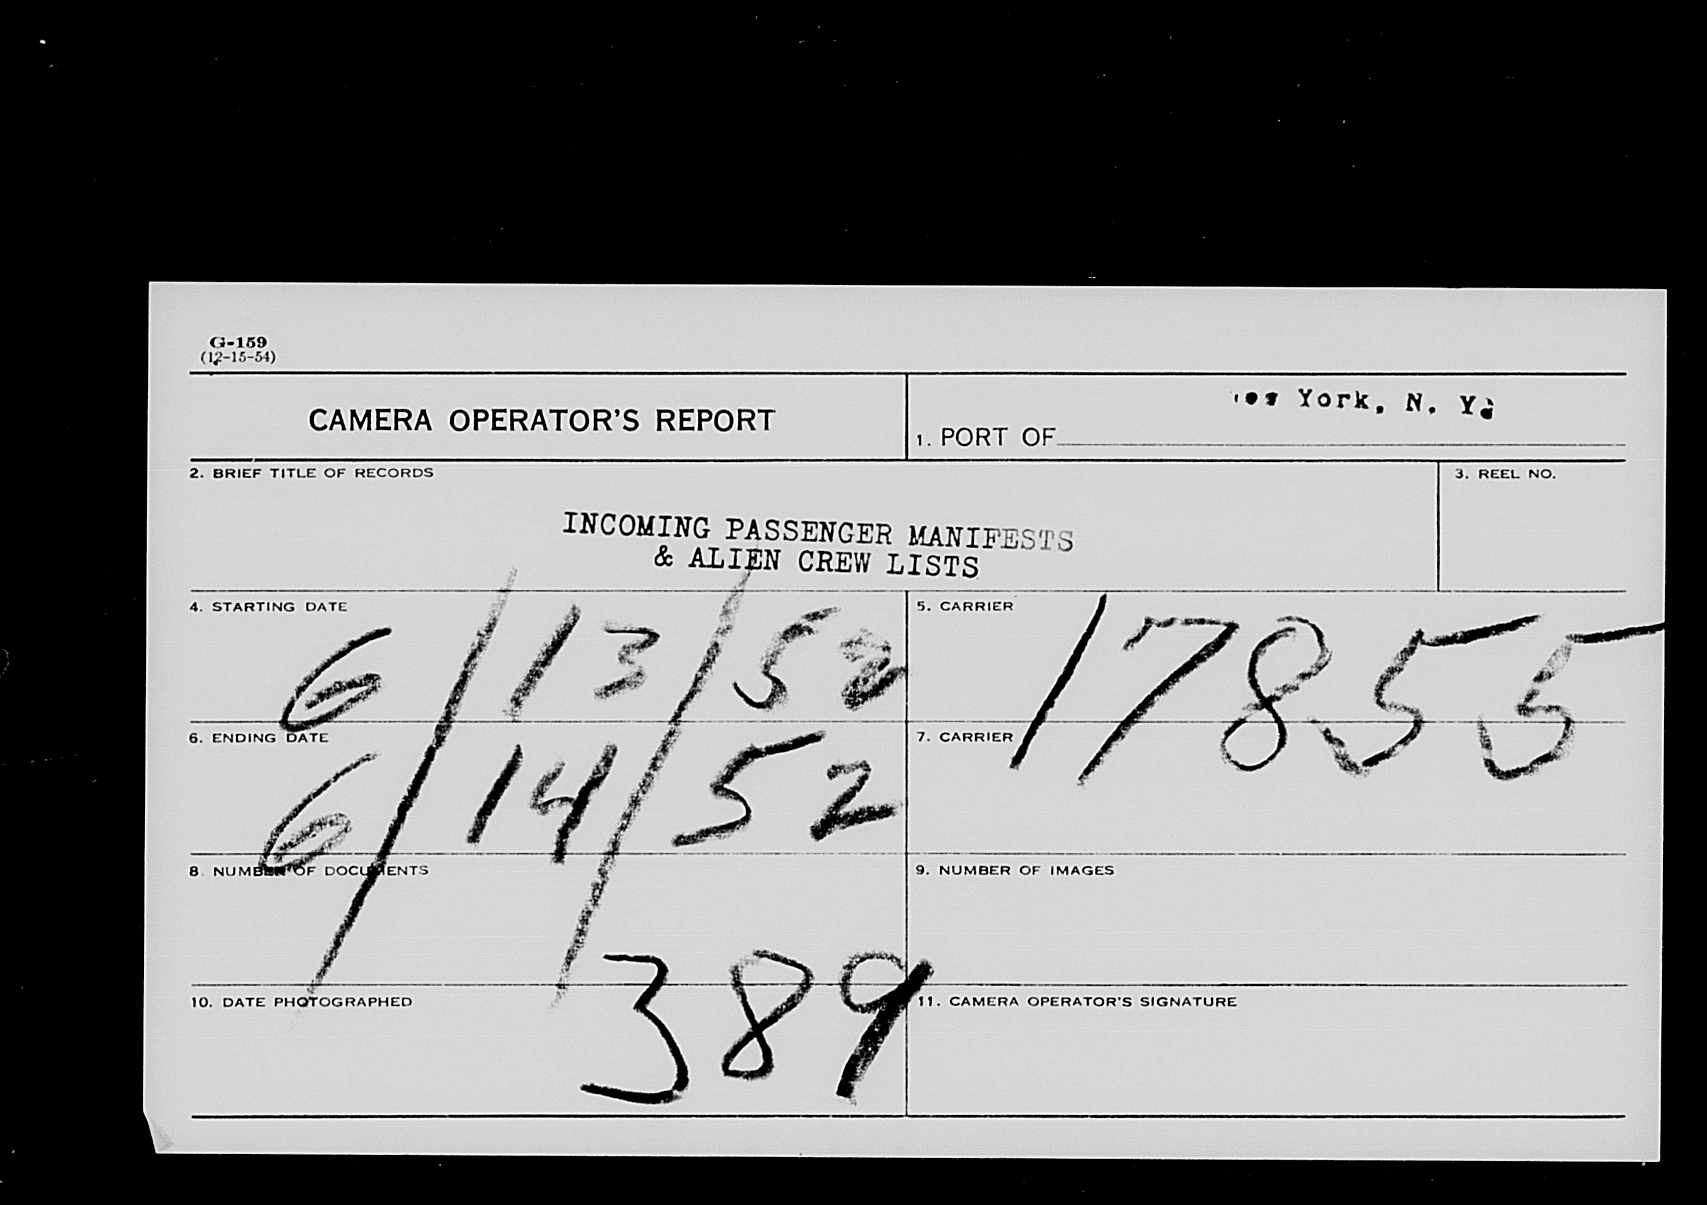 G-159
(12-15-54)
CAMERA OPERATOR'S REPORT
1. PORT OF
York, N. Y.
2. BRIEF TITLE OF RECORDS
3. REEL NO.
INCOMING PASSENGER MANIFESTS
& ALIEN CREW LISTS
4. STARTING DATE
6/13/52
5. CARRIER
17855
6. ENDING DATE
6/14/52
7. CARRIER
8. NUMBER OF DOCUMENTS
9. NUMBER OF IMAGES
389
10. DATE PHOTOGRAPHED
11. CAMERA OPERATOR'S SIGNATURE